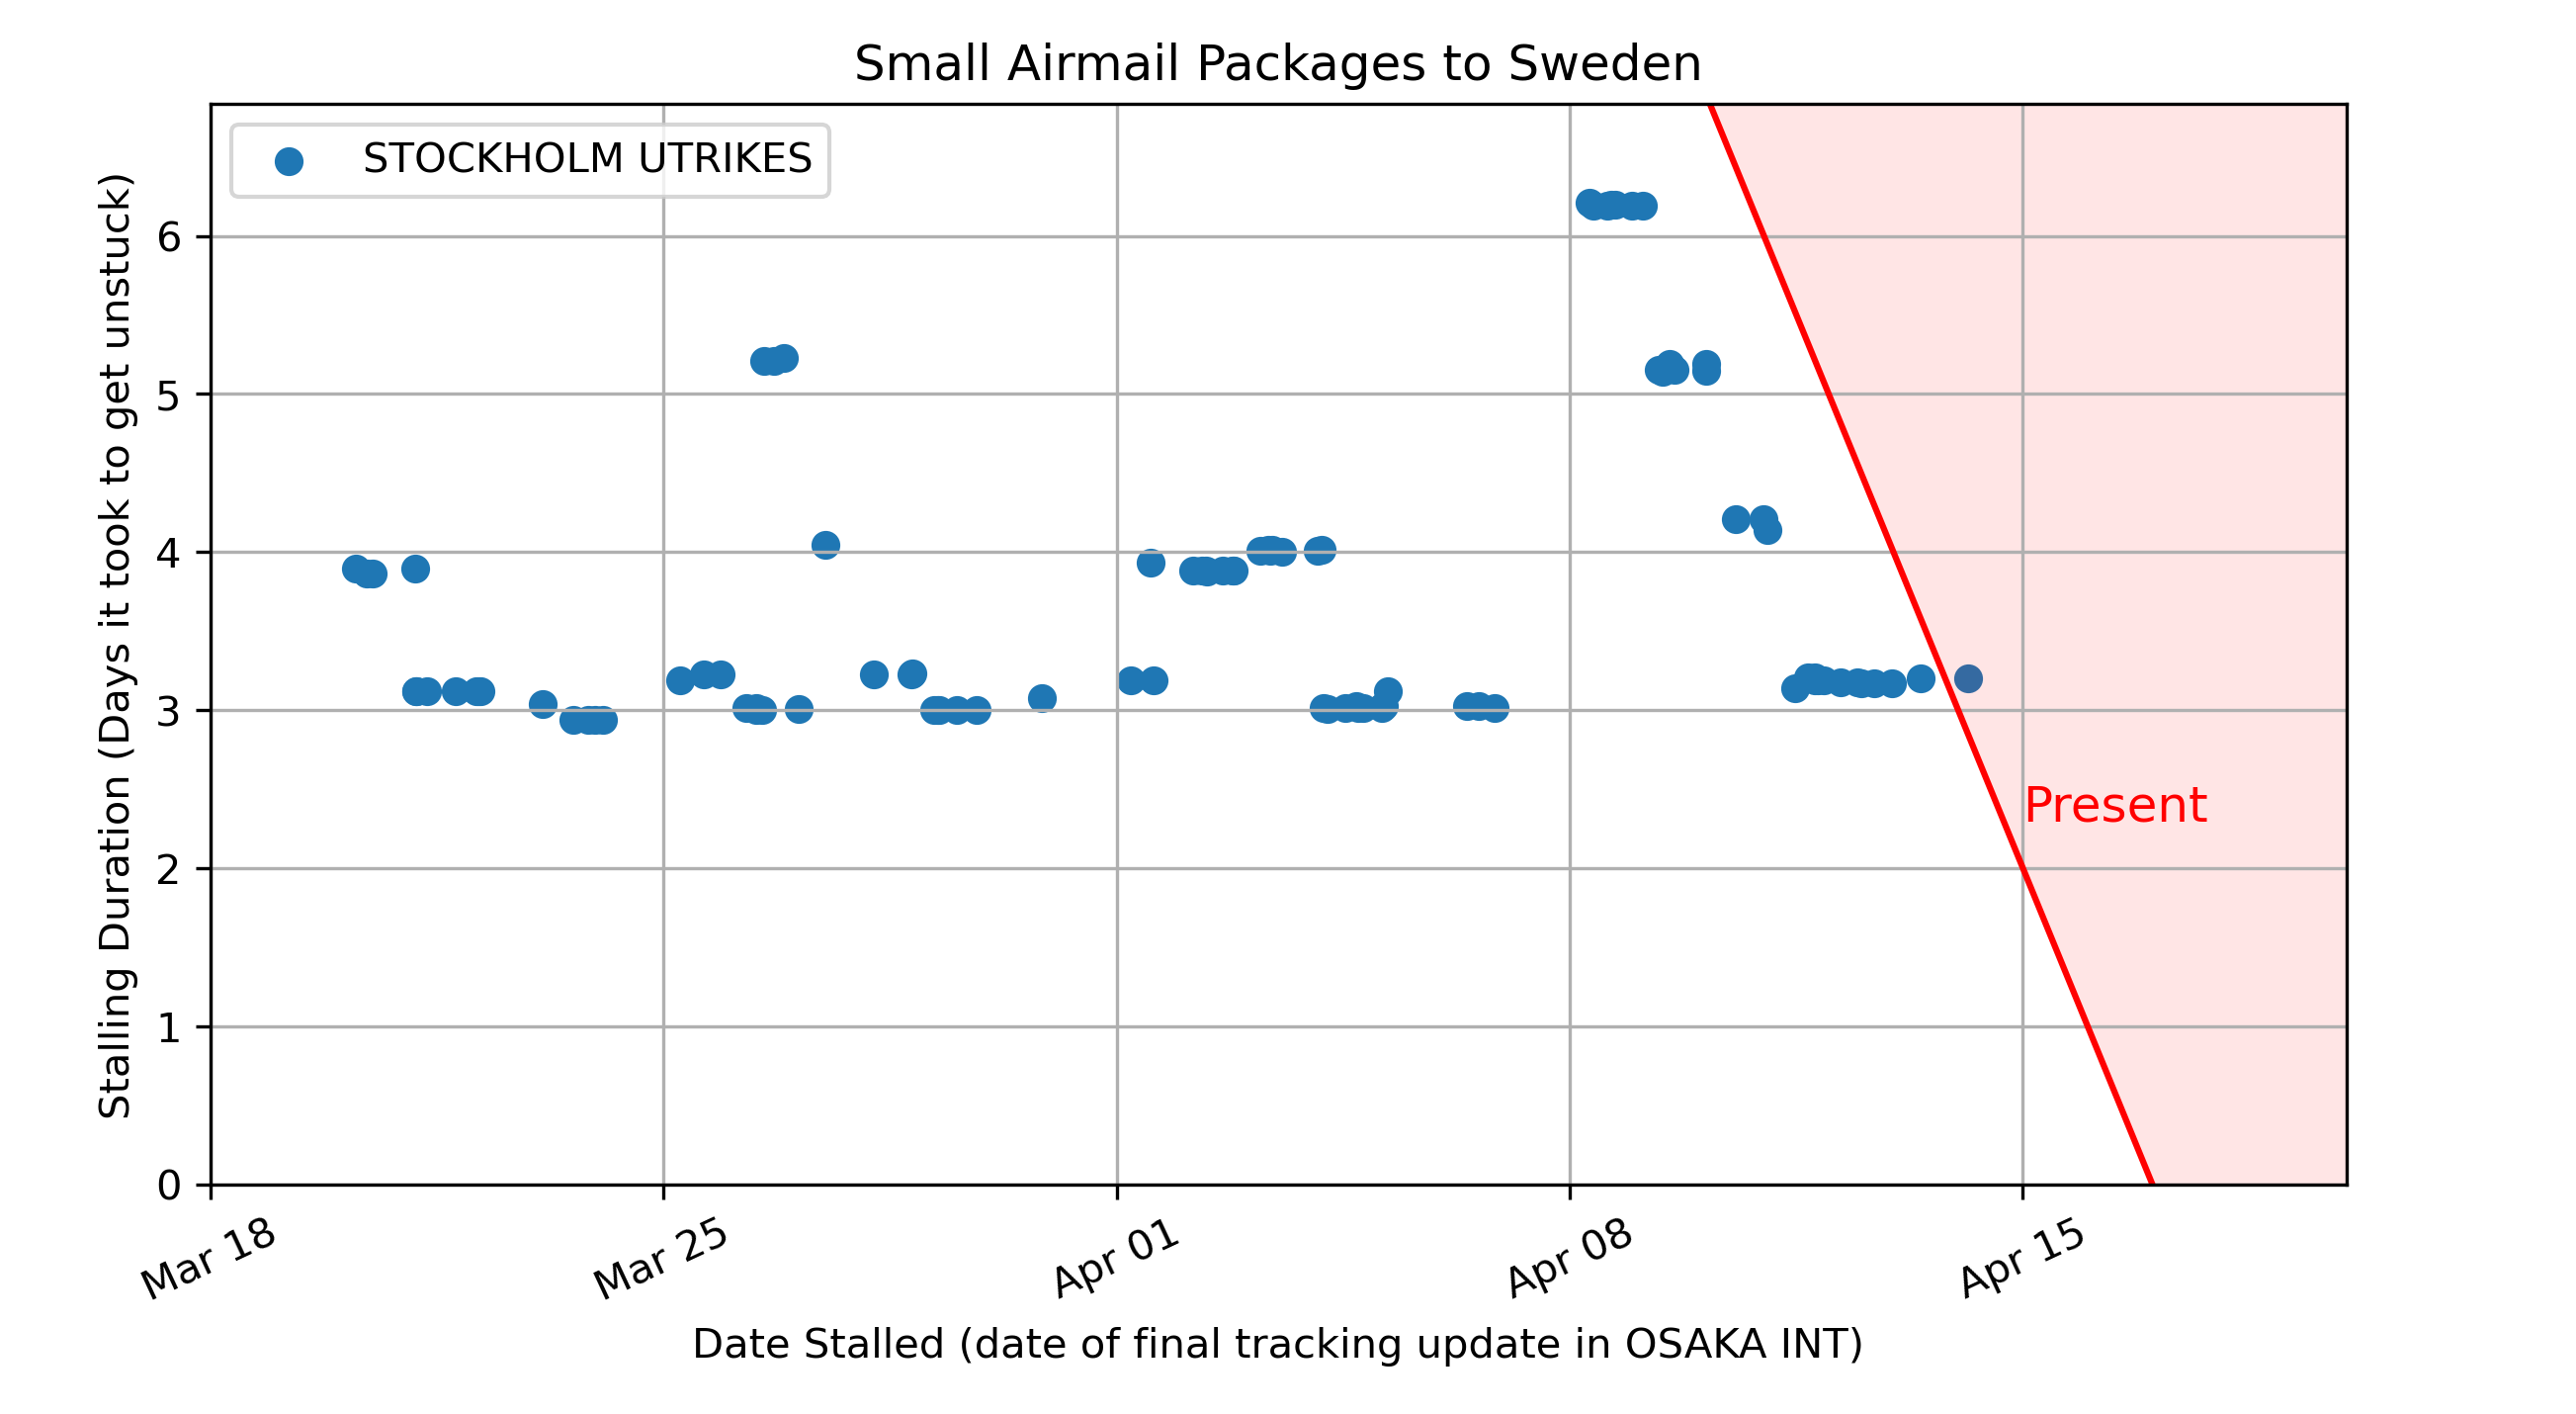 Small Airmail Packages to Sweden
STOCKHOLM UTRIKES
Stalling Duration (Days it took to get unstuck)
6
5
4
3
2
1
0
Present
Mar 18
Mar 25
Apr 01
Apr 08
Apr 15
Date Stalled (date of final tracking update in OSAKA INT)